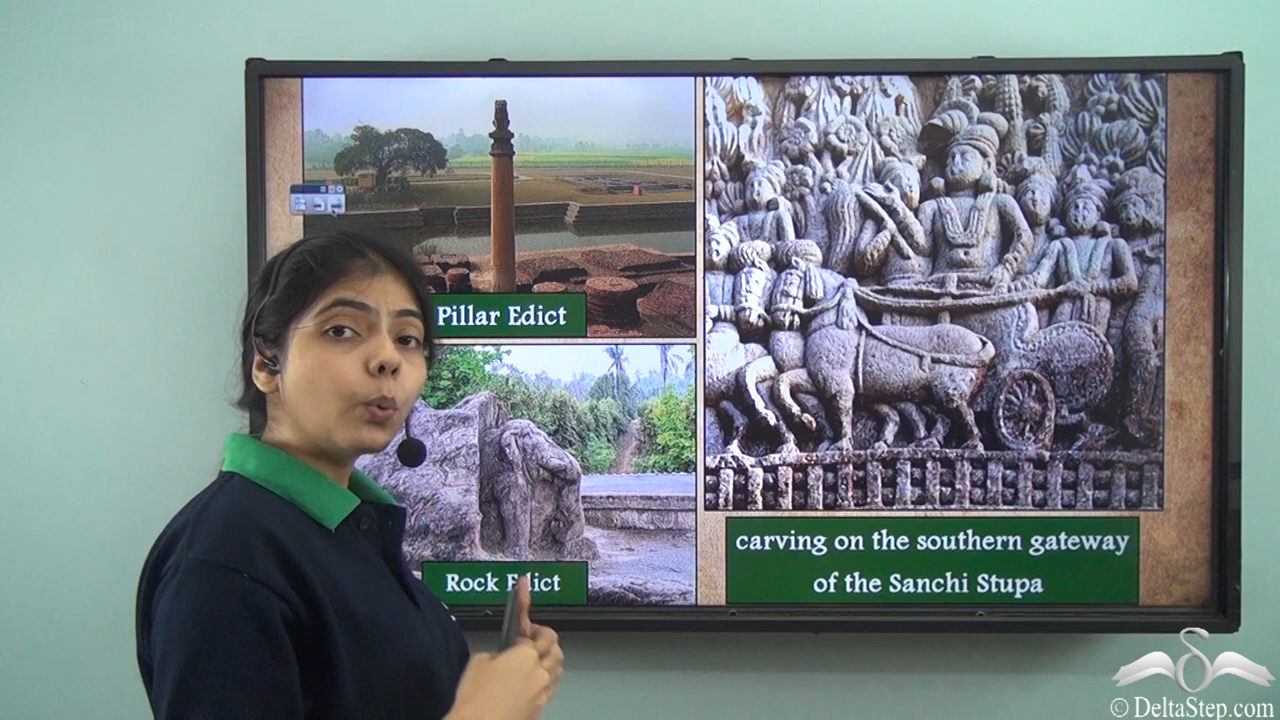 Pillar Edict
Rock Edict
carving on the southern gateway
of the Sanchi Stupa
© DeltaStep.com